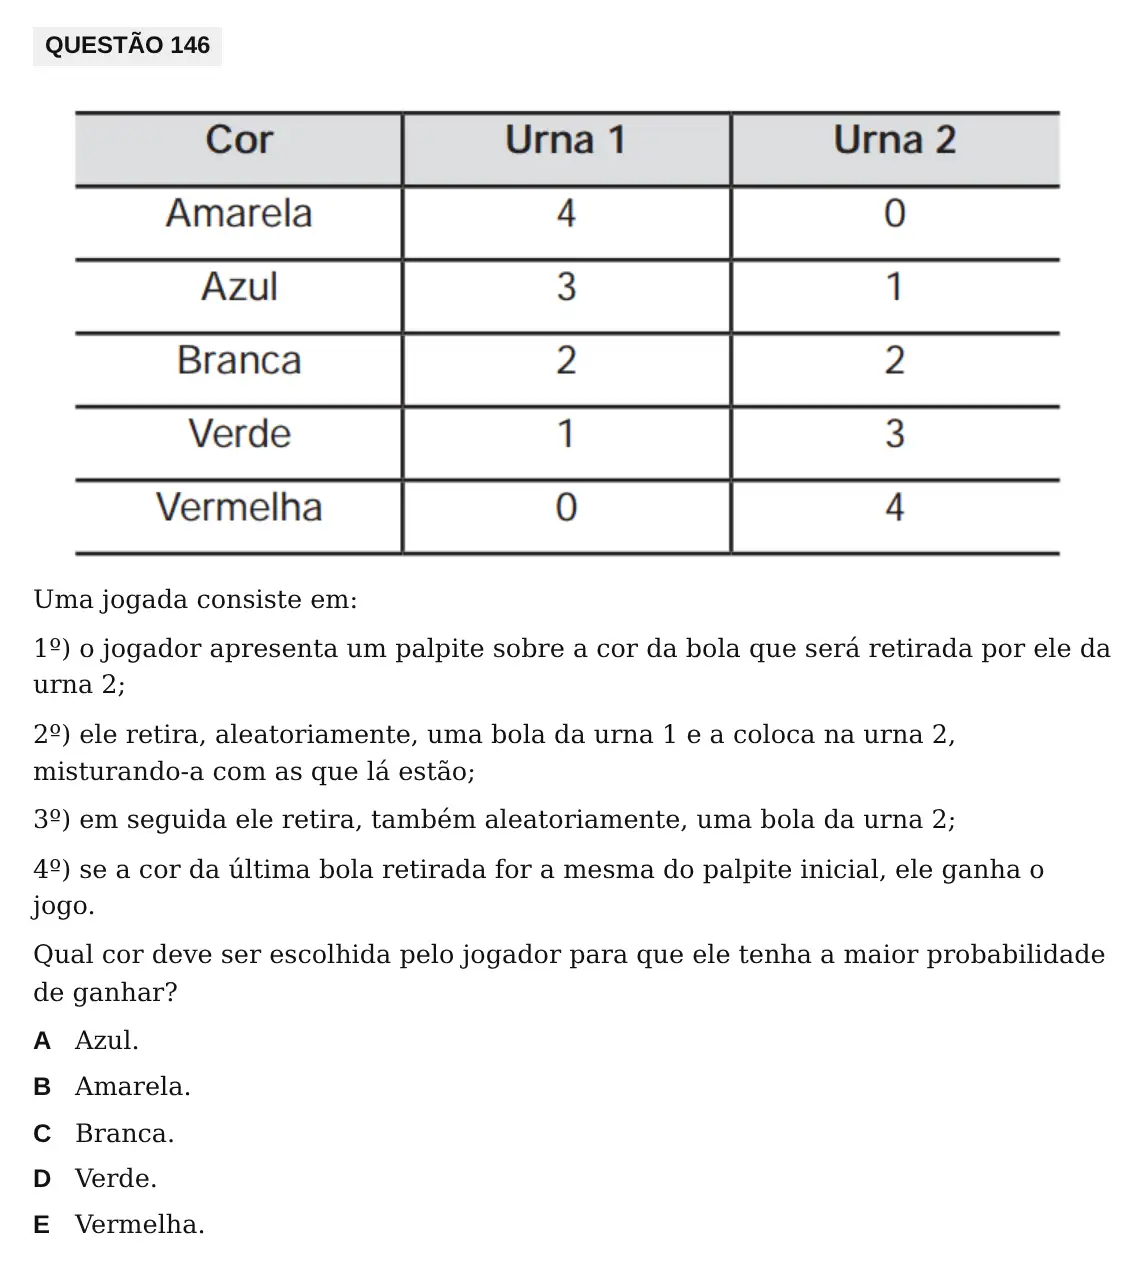 QUESTÃO 146
Cor Urna 1 Urna 2
Amarela 4 0
Azul 3 1
Branca 2 2
Verde 1 3
Vermelha 0 4
Uma jogada consiste em:
1º) o jogador apresenta um palpite sobre a cor da bola que será retirada por ele da
urna 2;
2º) ele retira, aleatoriamente, uma bola da urna 1 e a coloca na urna 2,
misturando-a com as que lá estão;
3º) em seguida ele retira, também aleatoriamente, uma bola da urna 2;
4º) se a cor da última bola retirada for a mesma do palpite inicial, ele ganha o
jogo.
Qual cor deve ser escolhida pelo jogador para que ele tenha a maior probabilidade
de ganhar?
A Azul.
B Amarela.
C Branca.
D Verde.
E Vermelha.